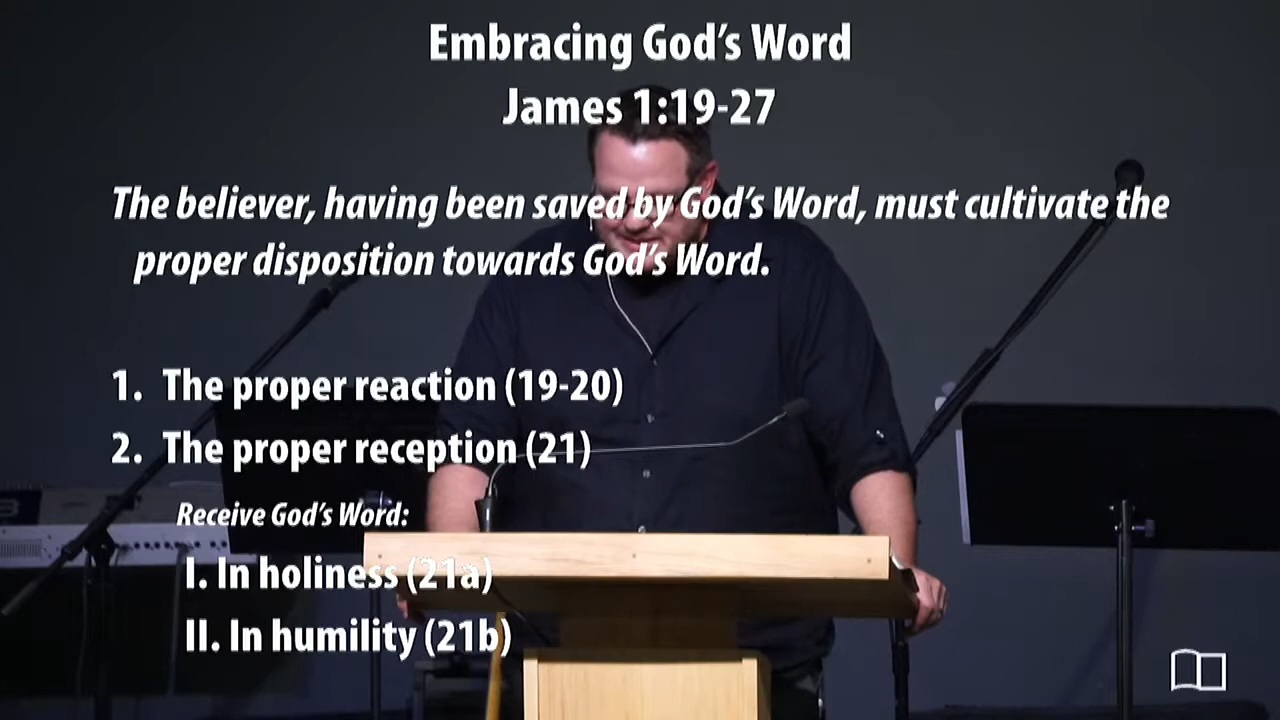 Embracing God's Word
James 1:19-27
The believer, having been saved by God's Word, must cultivate the
proper disposition towards God's Word.
1. The proper reaction (19-20)
2. The proper reception (21)
Receive God's Word:
I. In holiness (21a)
II. In humility (21b)